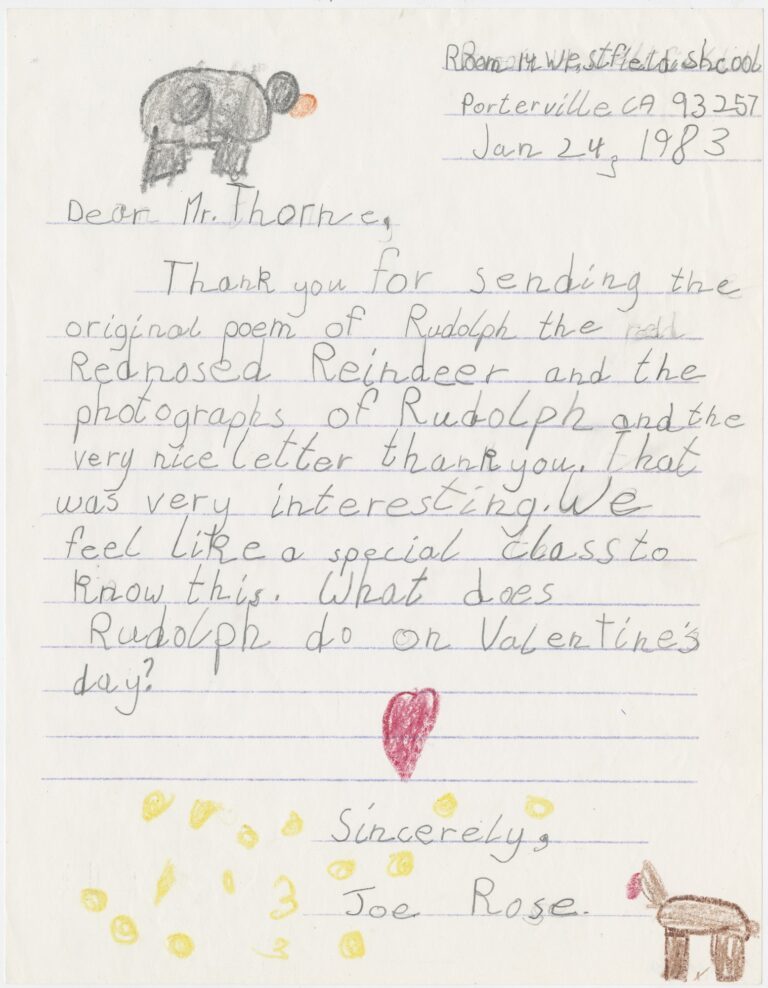 Room 14 Westfield shcool
Porterville CA 93257
Jan 24, 1983
Dear Mr. Thorne,
Thank you for sending the
original poem of Rudolph the
Rednosed Reindeer and the
photographs of Rudolph and the
very nice letter thank you. That
was very interesting. We
feel like a special class to
know this. What does
Rudolph do on Valentine's
day?
Sincerely,
Joe Rose.